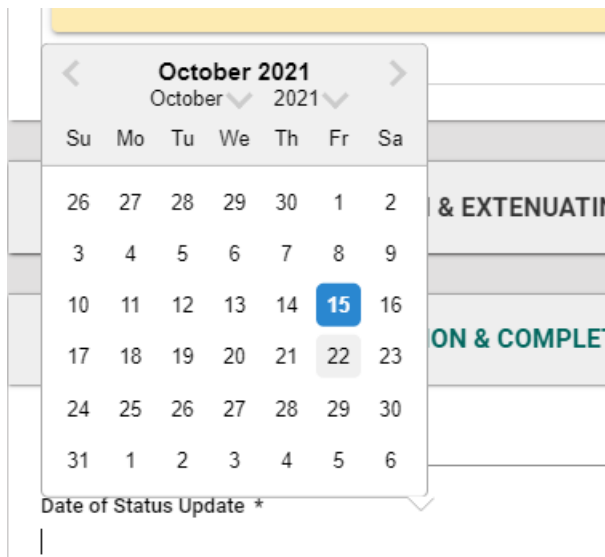 October 2021
October 2021
Su Mo Tu We Th Fr Sa
26 27 28 29 30 1 2
& EXTENUATIN
3 4 5 6 7 8 9
10 11 12 13 14 15 16
ON & COMPLET
17 18 19 20 21 22 23
24 25 26 27 28 29 30
31 1 2 3 4 5 6
Date of Status Update *